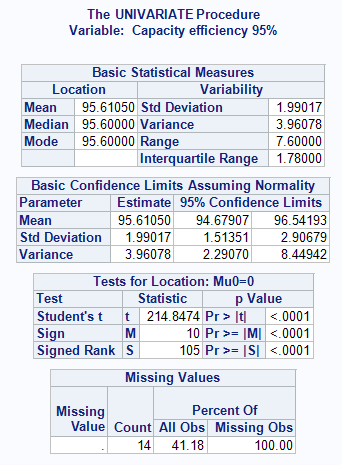 The UNIVARIATE Procedure
Variable: Capacity efficiency 95%
Basic Statistical Measures
Location Variability
Mean 95.61050 Std Deviation 1.99017
Median 95.60000 Variance 3.96078
Mode 95.60000 Range 7.60000
Interquartile Range 1.78000
Basic Confidence Limits Assuming Normality
Parameter Estimate 95% Confidence Limits
Mean 95.61050 94.67907 96.54193
Std Deviation 1.99017 1.51351 2.90679
Variance 3.96078 2.29070 8.44942
Tests for Location: Mu0=0
Test Statistic p Value
Student's t t 214.8474 Pr > |t| <.0001
Sign M 10 Pr >= |M| <.0001
Signed Rank S 105 Pr >= |S| <.0001
Missing Values
Missing Value Count Percent Of
All Obs Missing Obs
. 14 41.18 100.00